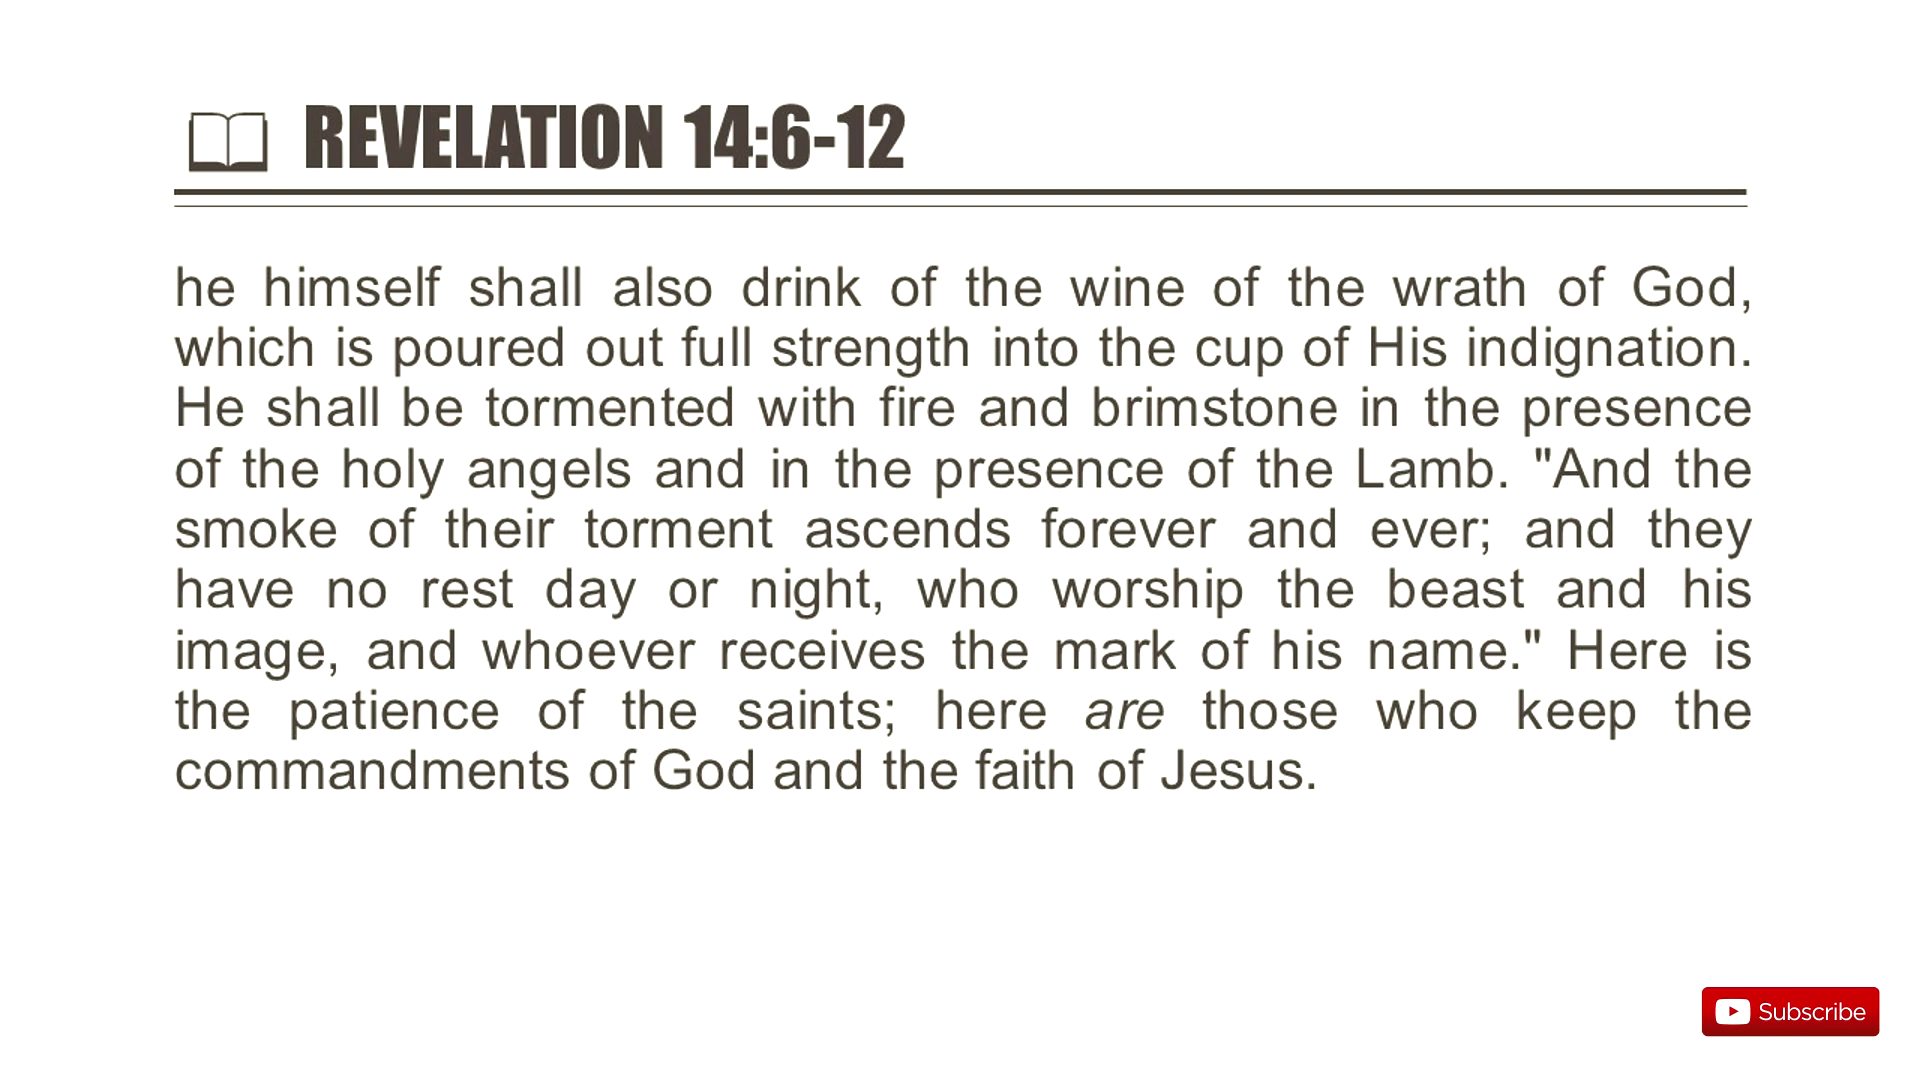 REVELATION 14:6-12
he himself shall also drink of the wine of the wrath of God,
which is poured out full strength into the cup of His indignation.
He shall be tormented with fire and brimstone in the presence
of the holy angels and in the presence of the Lamb. "And the
smoke of their torment ascends forever and ever; and they
have no rest day or night, who worship the beast and his
image, and whoever receives the mark of his name." Here is
the patience of the saints; here are those who keep the
commandments of God and the faith of Jesus.
Subscribe